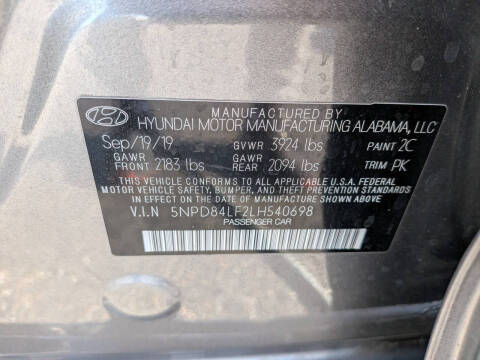 MANUFACTURED BY
HYUNDAI MOTOR MANUFACTURING ALABAMA, LLC
Sep/19/19 GVWR 3924 lbs PAINT 2C
GAWR FRONT 2183 lbs GAWR REAR 2094 lbs TRIM PK
THIS VEHICLE CONFORMS TO ALL APPLICABLE U.S.A. FEDERAL
MOTOR VEHICLE SAFETY, BUMPER, AND THEFT PREVENTION STANDARDS
IN EFFECT ON THE DATE OF MANUFACTURE SHOWN ABOVE.
V.I.N 5NPD84LF2LH540698
PASSENGER CAR